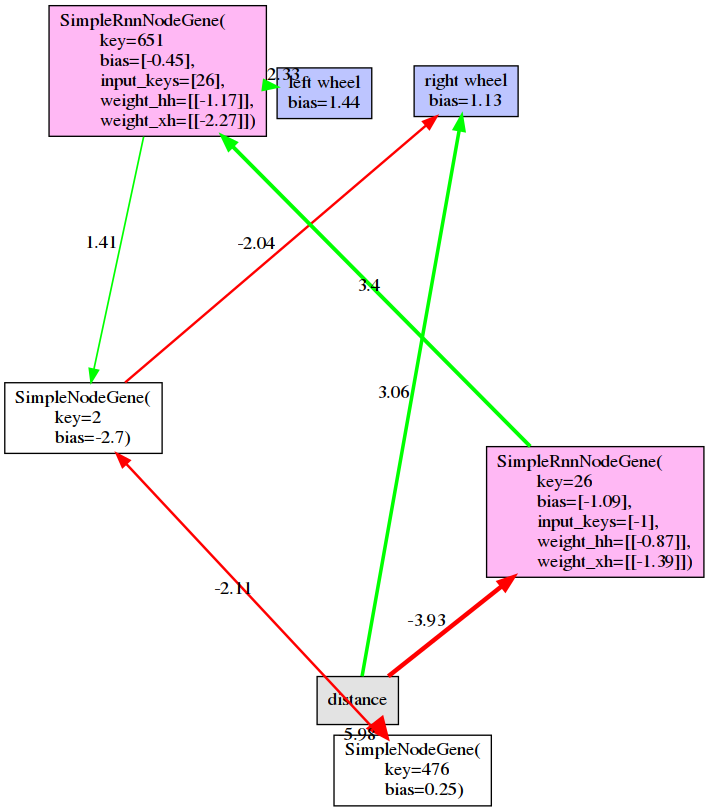 SimpleRnnNodeGene(
key=651
bias=[-0.45],
input_keys=[26],
weight_hh=[[-1.17]],
weight_xh=[[-2.27]])
2.33
left wheel
bias=1.44
right wheel
bias=1.13
1.41
-2.04
3.4
3.06
SimpleNodeGene(
key=2
bias=-2.7)
SimpleRnnNodeGene(
key=26
bias=[-1.09],
input_keys=[-1],
weight_hh=[[-0.87]],
weight_xh=[[-1.39]])
-2.11
-3.93
distance
SimpleNodeGene(
key=476
bias=0.25)